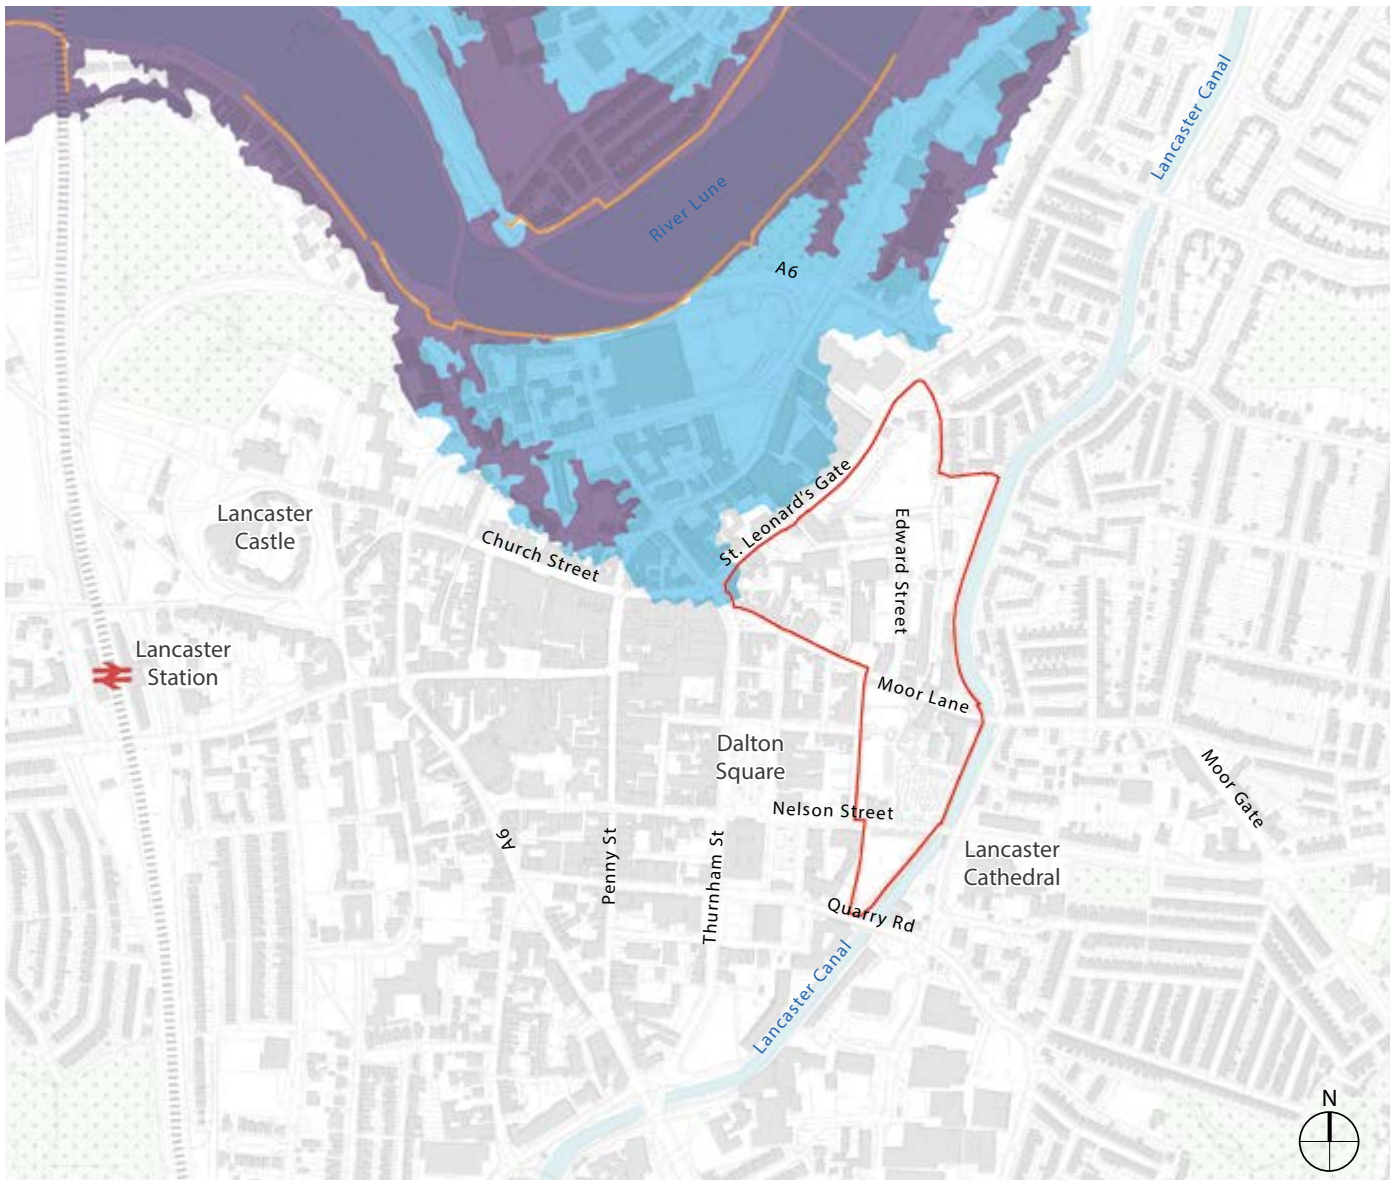 Lancaster Canal
River Lune
A6
St. Leonard's Gate
Lancaster
Castle
Church Street
Edward Street
Lancaster
Station
Moor Lane
Dalton
Square
Moor Gate
Nelson Street
A6
Penny St
Thurnham St
Lancaster
Cathedral
Quarry Rd
Lancaster Canal
N